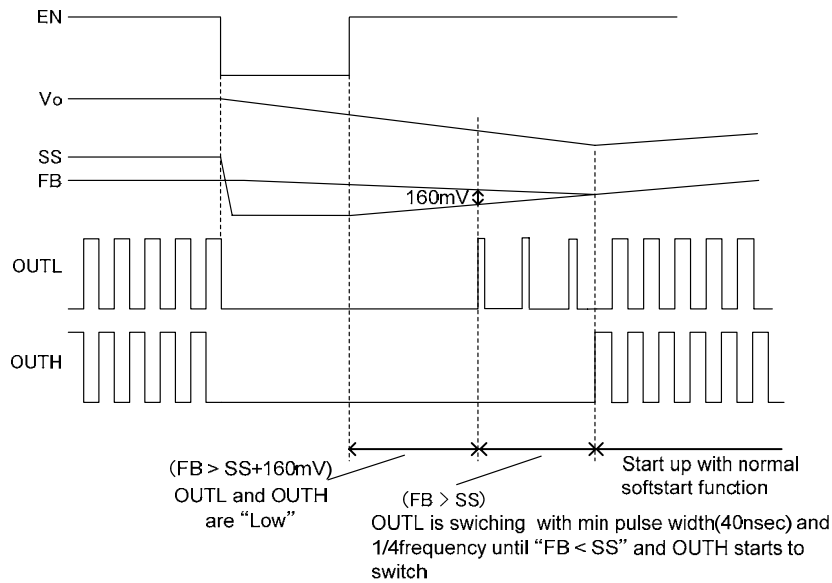 EN
Vo
SS
FB
160mV
OUTL
OUTH
(FB > SS+160mV)
OUTL and OUTH
are “Low”
(FB > SS)
OUTL is swiching with min pulse width(40nsec) and
1/4frequency until “FB < SS” and OUTH starts to
switch
Start up with normal
softstart function